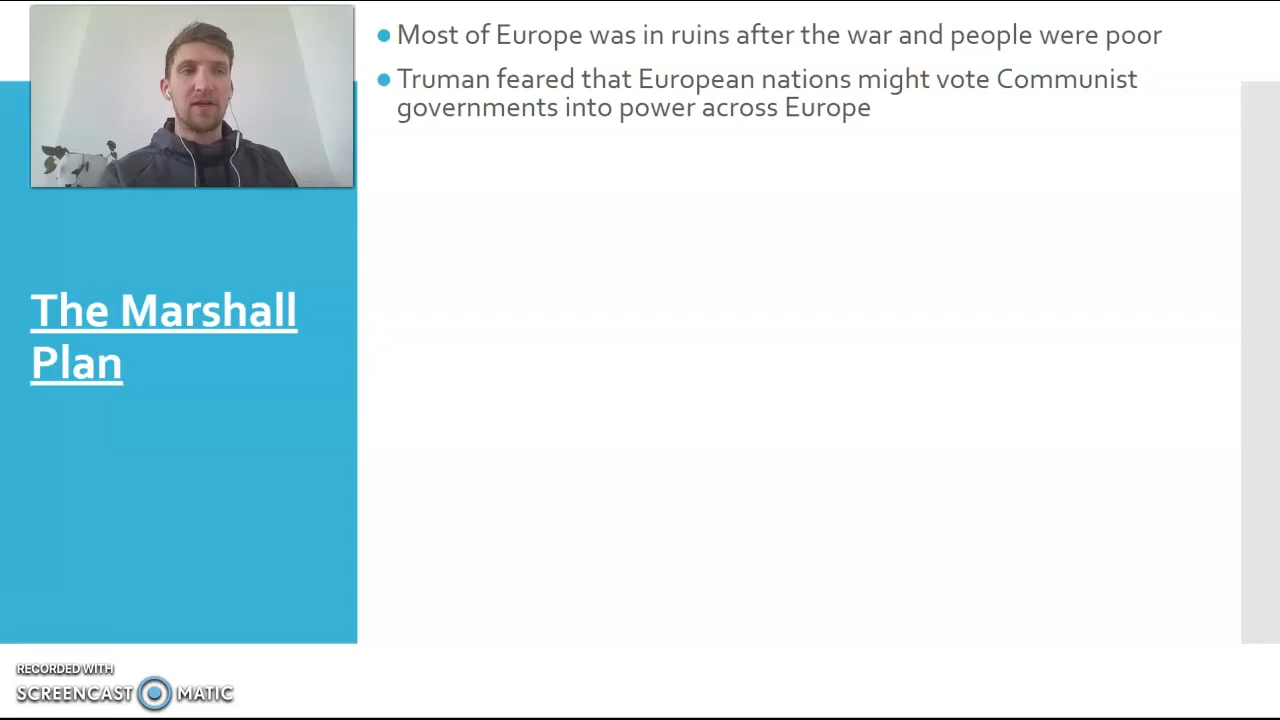 Most of Europe was in ruins after the war and people were poor
Truman feared that European nations might vote Communist
governments into power across Europe
The Marshall
Plan
RECORDED WITH
SCREENCAST MATIC